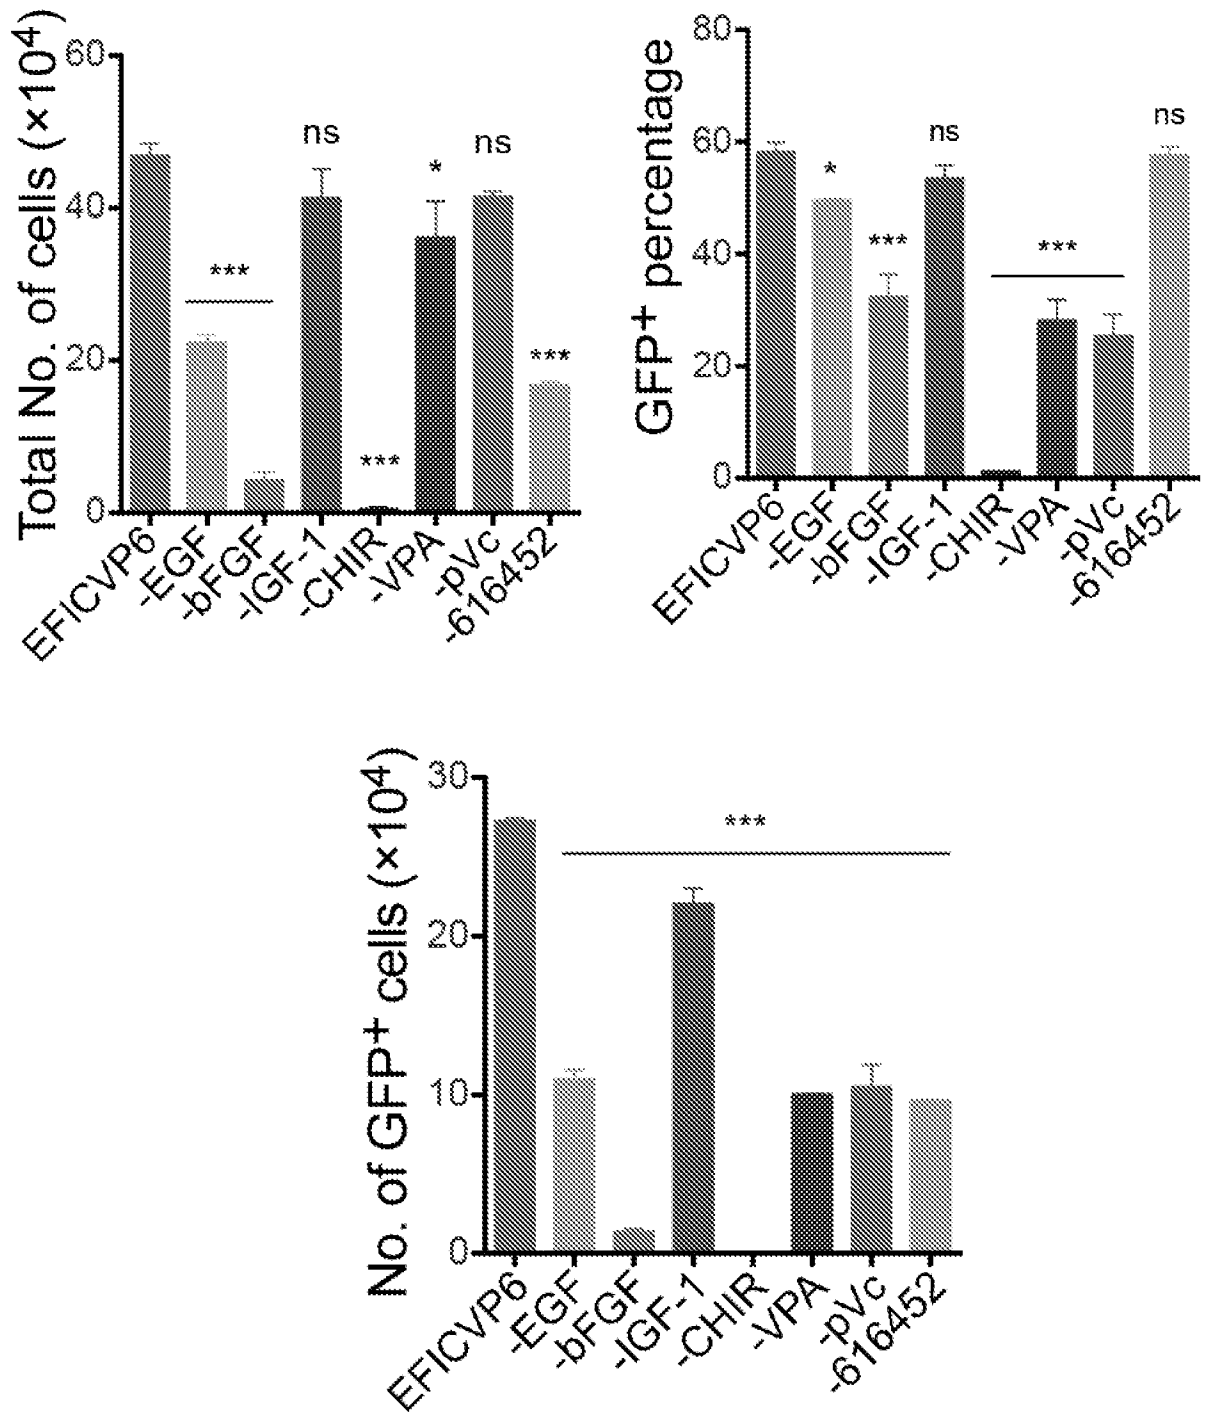 Total No. of cells (×10⁴)
60
40
20
0
***
ns
***
*
ns
***
EFICVP6
-EGF
-bFGF
-IGF-1
-CHIR
-VPA
-pVc
-616452
GFP⁺ percentage
80
60
40
20
0
*
***
ns
***
ns
EFICVP6
-EGF
-bFGF
-IGF-1
-CHIR
-VPA
-pVc
-616452
No. of GFP⁺ cells (×10⁴)
30
20
10
0
***
EFICVP6
-EGF
-bFGF
-IGF-1
-CHIR
-VPA
-pVc
-616452